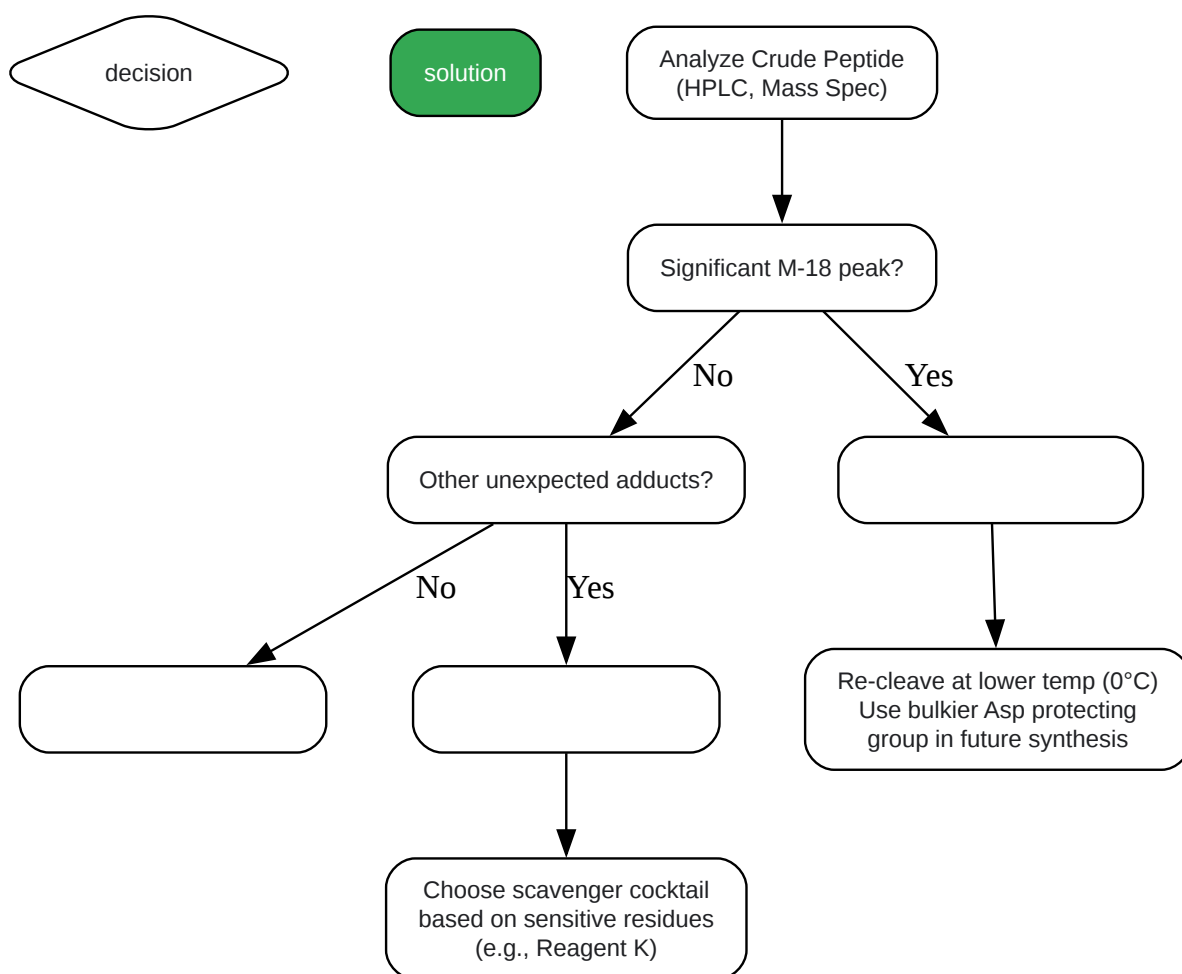 decision
solution
Analyze Crude Peptide
(HPLC, Mass Spec)
Significant M-18 peak?
No
Yes
Other unexpected adducts?
No
Yes
Re-cleave at lower temp (0°C)
Use bulkier Asp protecting
group in future synthesis
Choose scavenger cocktail
based on sensitive residues
(e.g., Reagent K)